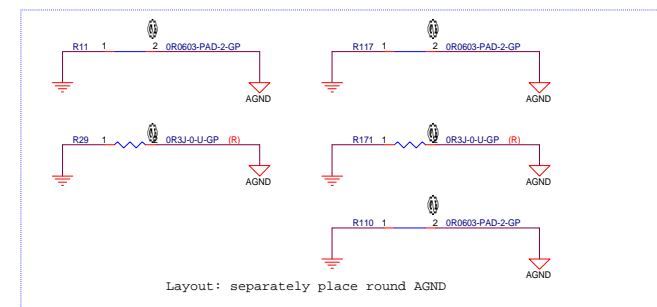 R11 1 2 0R0603-PAD-2-GP
AGND
R117 1 2 0R0603-PAD-2-GP
AGND
R29 1 2 0R3J-0-U-GP (R)
AGND
R171 1 2 0R3J-0-U-GP (R)
AGND
R110 1 2 0R0603-PAD-2-GP
AGND
Layout: separately place round AGND